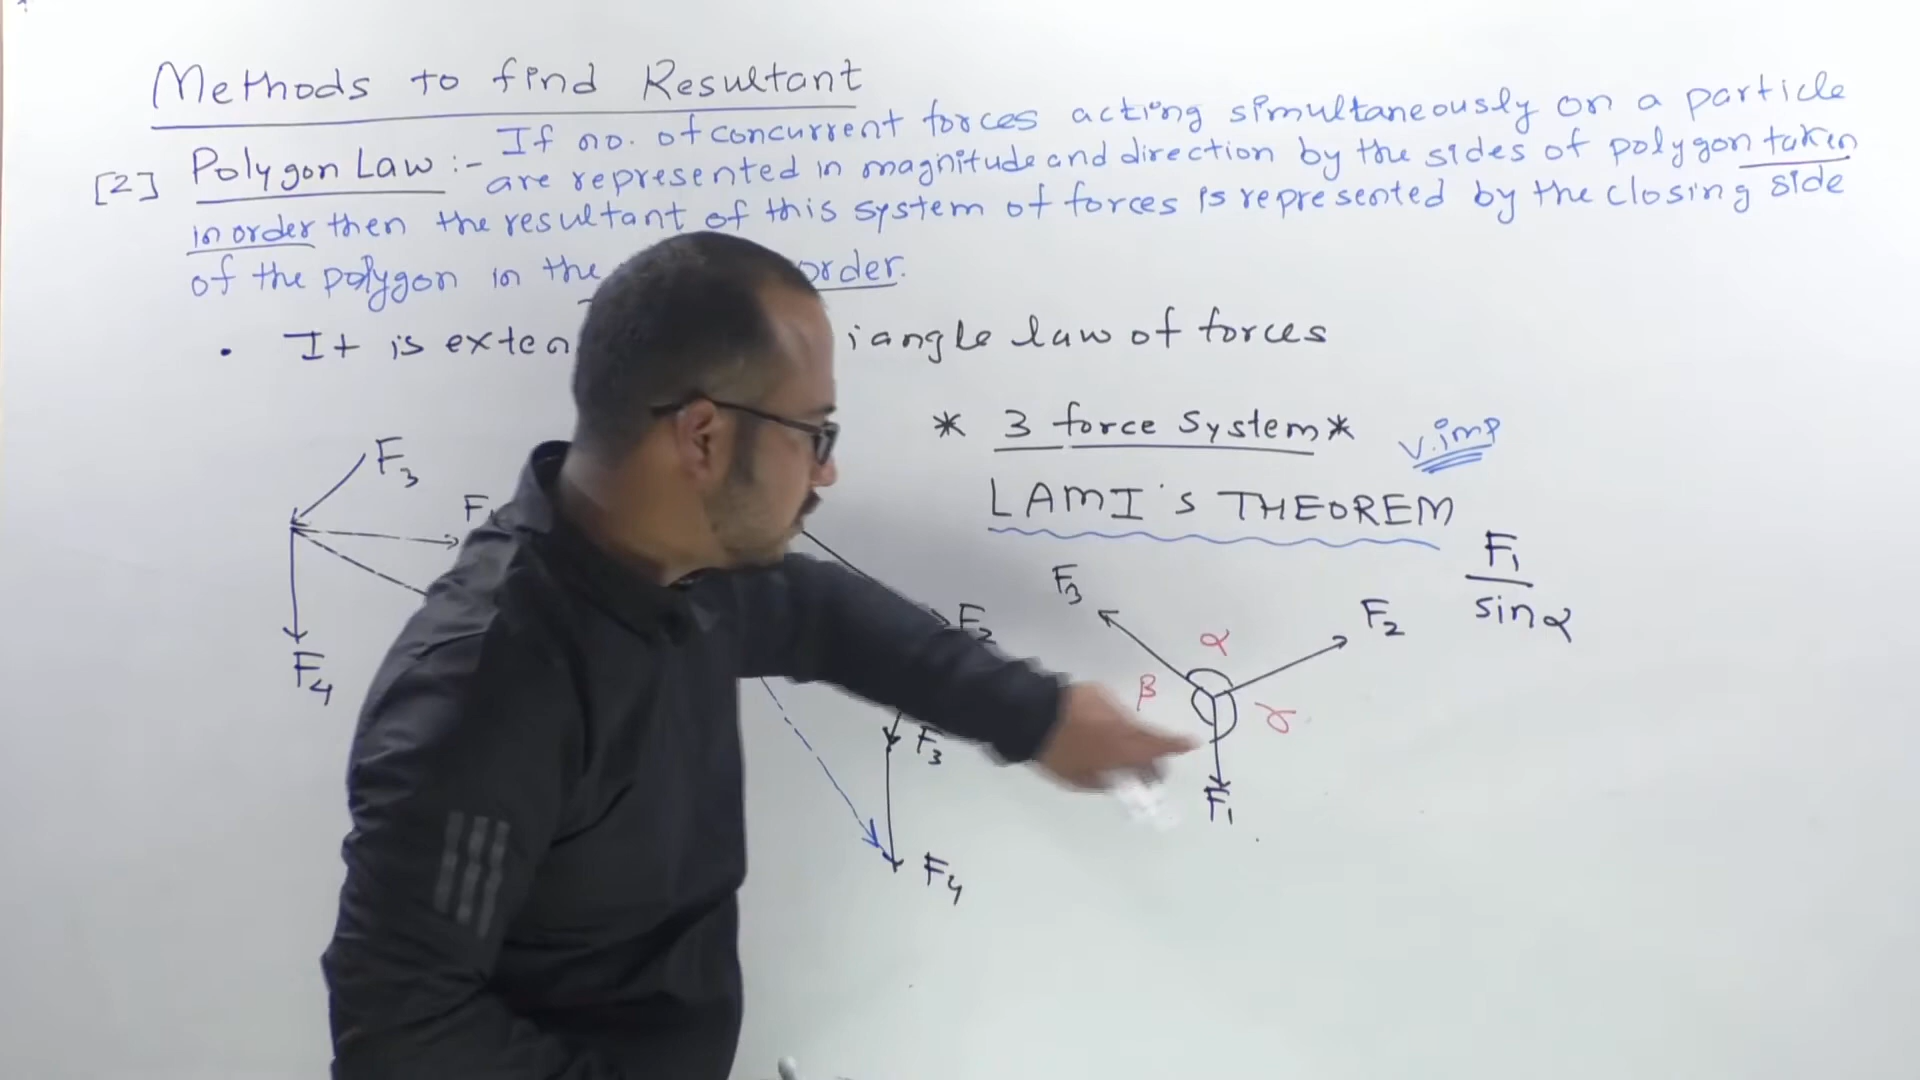 Methods to find Resultant
[2] Polygon Law :- If no. of concurrent forces acting simultaneously on a particle
are represented in magnitude and direction by the sides of polygon taken
in order then the resultant of this system of forces is represented by the closing side
of the polygon in the order.
• It is exten iangle law of forces
* 3 force System *
v.imp
LAMI's THEOREM
F3
F4
F2
F3
F4
F3
F2
α
β
γ
F1
F1
sinα